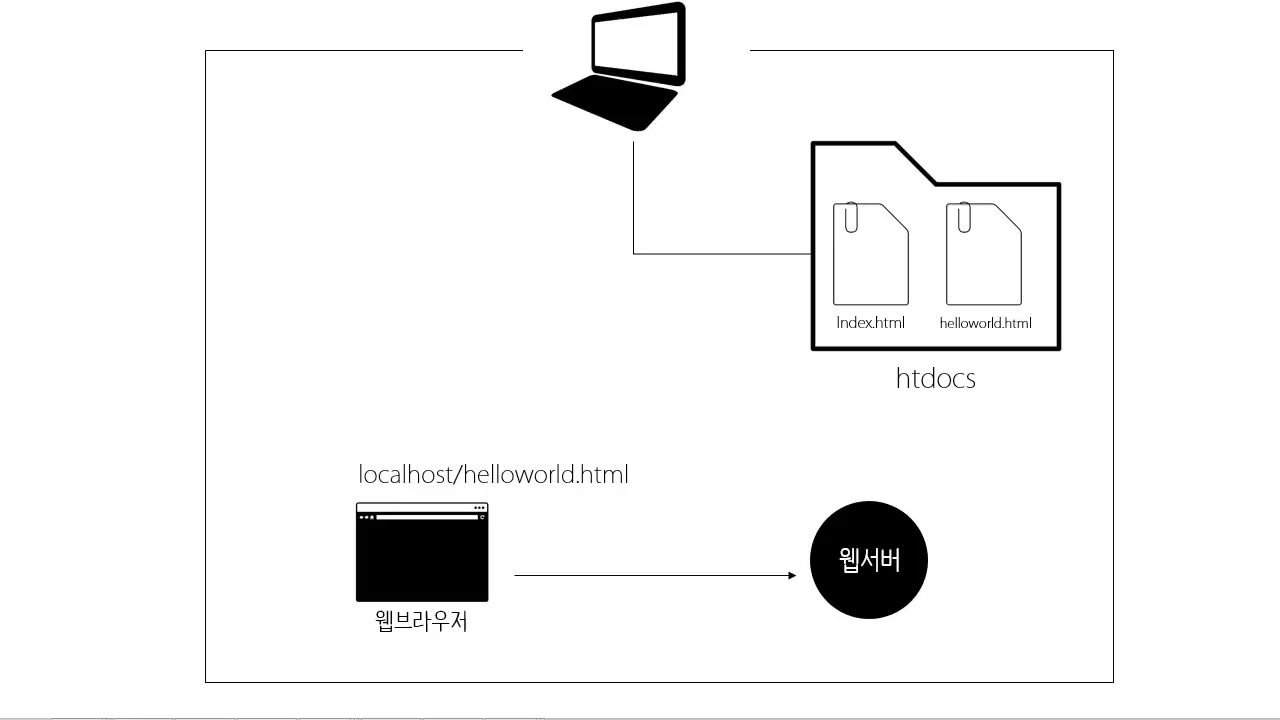 Index.html
helloworld.html
htdocs
localhost/helloworld.html
웹서버
웹브라우저